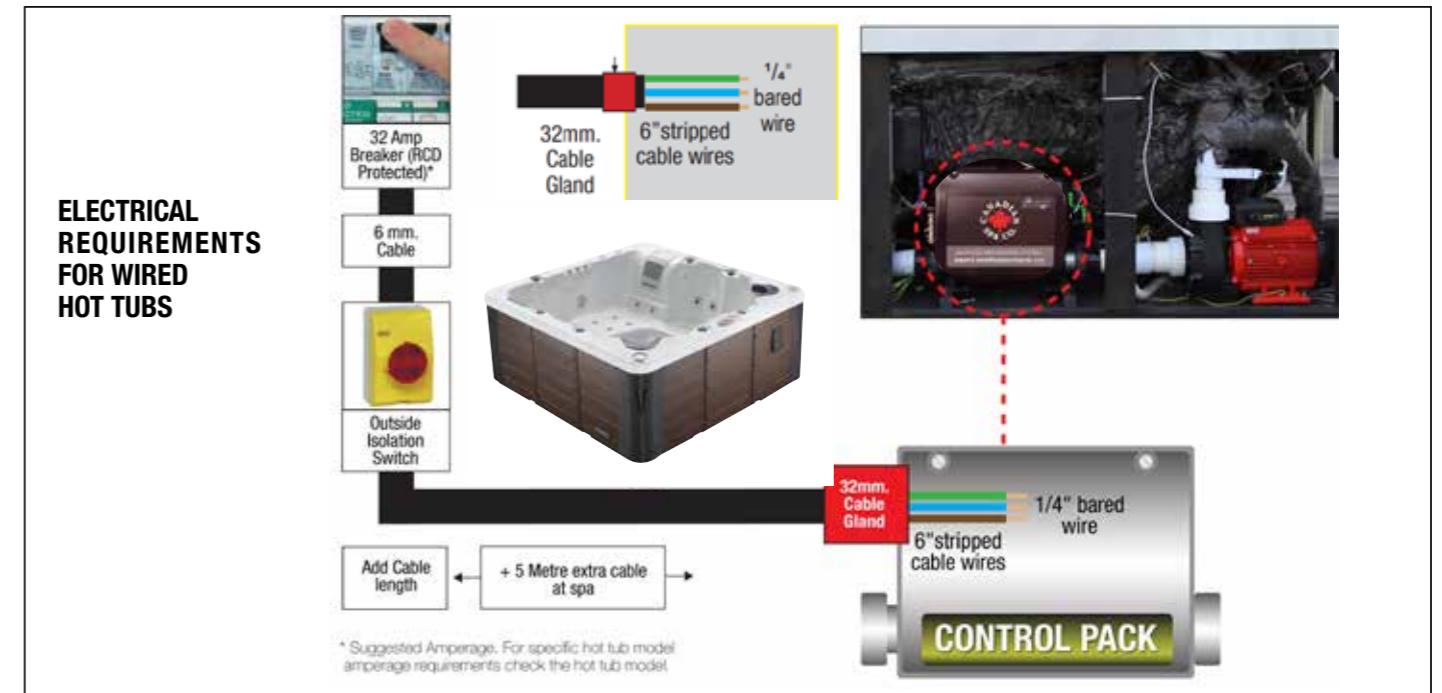 ELECTRICAL
REQUIREMENTS
FOR WIRED
HOT TUBS
32 Amp
Breaker (RCD
Protected)*
6 mm.
Cable
Outside
Isolation
Switch
Add Cable
length
+ 5 Metre extra cable
at spa
* Suggested Amperage. For specific hot tub model
amperage requirements check the hot tub model
32mm.
Cable
Gland
6"stripped
cable wires
1/4"
bared
wire
CANADIAN
SPA CO.
32mm.
Cable
Gland
6"stripped
cable wires
1/4" bared
wire
CONTROL PACK